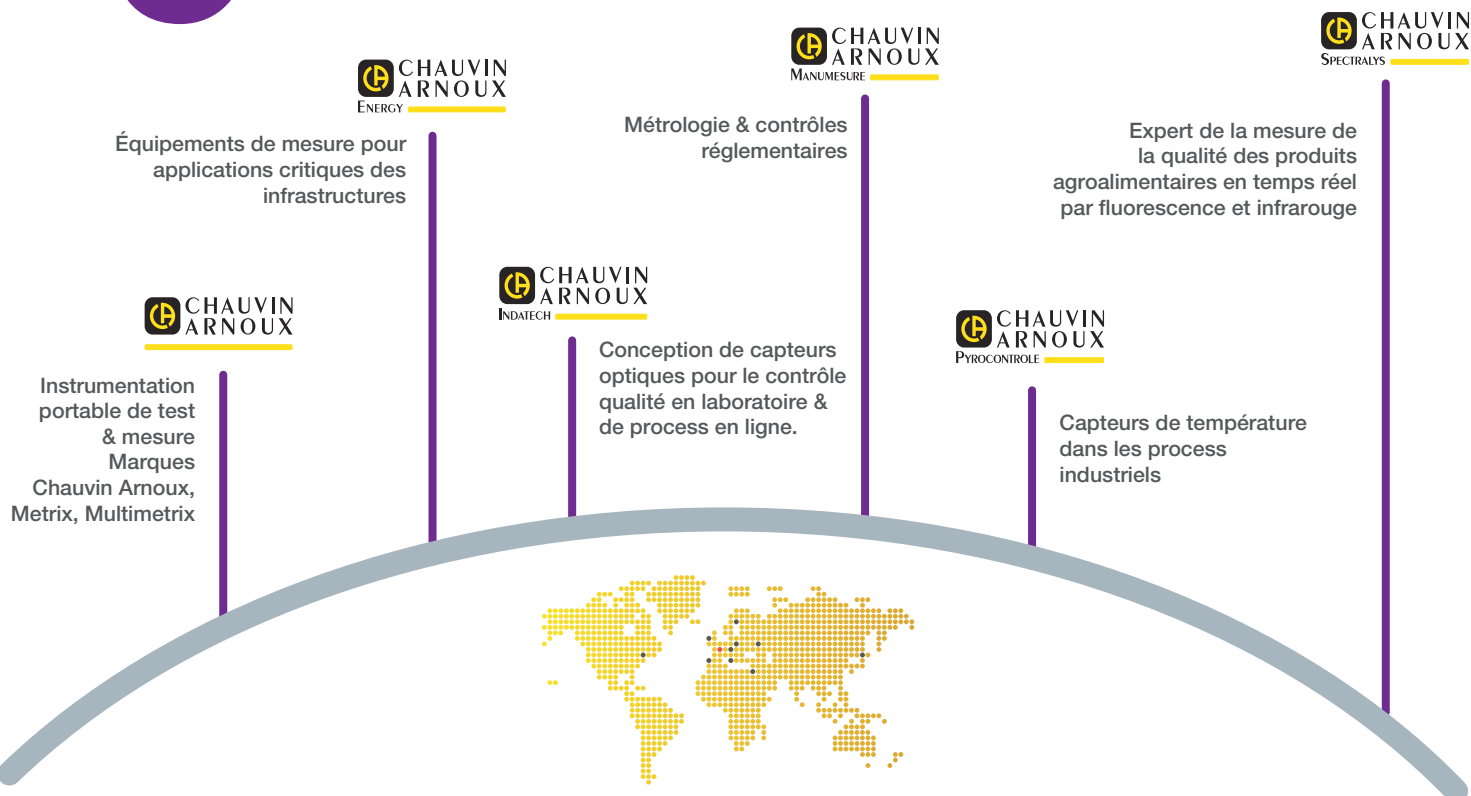 CHAUVIN
ARNOUX
Instrumentation
portable de test
& mesure
Marques
Chauvin Arnoux,
Metrix, Multimetrix
CHAUVIN
ARNOUX
ENERGY
Équipements de mesure pour
applications critiques des
infrastructures
CHAUVIN
ARNOUX
INDATECH
Conception de capteurs
optiques pour le contrôle
qualité en laboratoire &
de process en ligne.
CHAUVIN
ARNOUX
MANUMESURE
Métrologie & contrôles
réglementaires
CHAUVIN
ARNOUX
PYROCONTROLE
Capteurs de température
dans les process
industriels
CHAUVIN
ARNOUX
SPECTRALYS
Expert de la mesure de
la qualité des produits
agroalimentaires en temps réel
par fluorescence et infrarouge